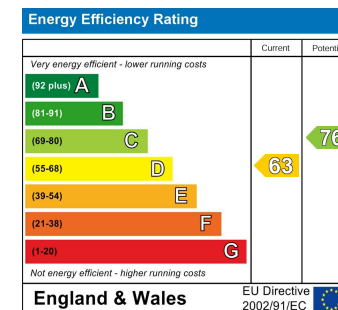 Energy Efficiency Rating
Current Potenti
Very energy efficient - lower running costs
(92 plus) A
(81-91) B
(69-80) C 76
(55-68) D 63
(39-54) E
(21-38) F
(1-20) G
Not energy efficient - higher running costs
England & Wales
EU Directive
2002/91/EC